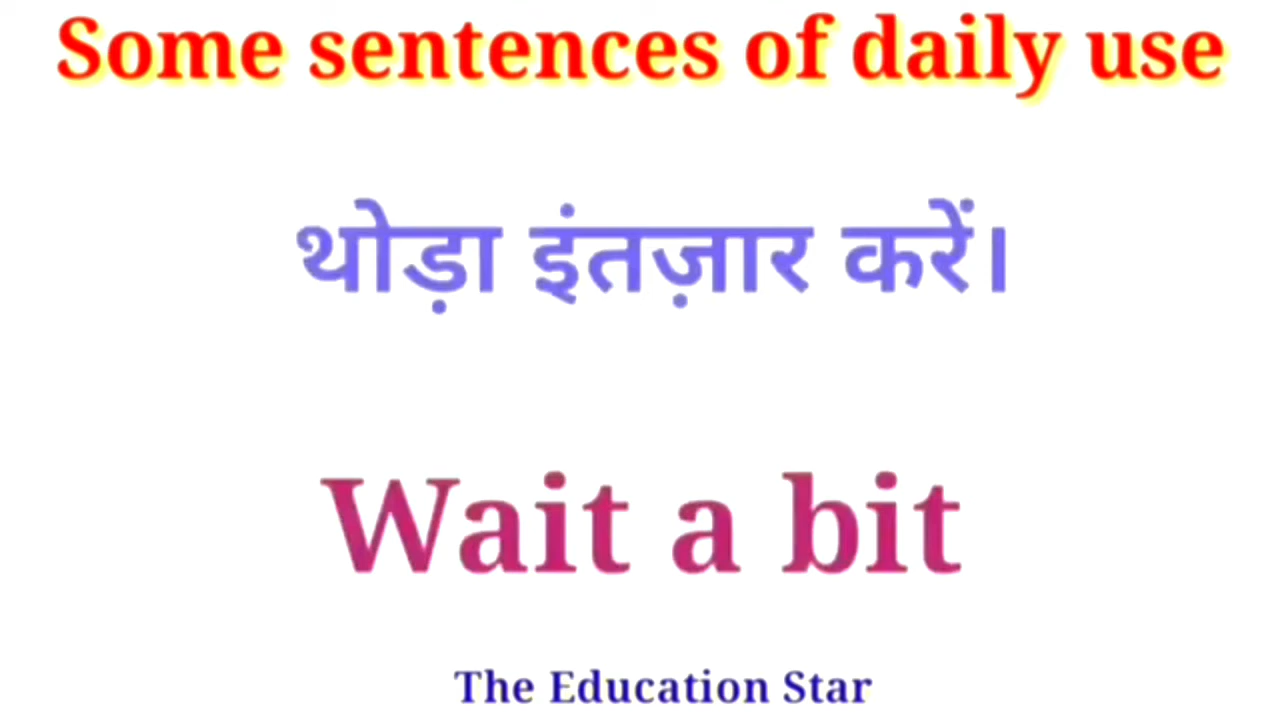 Some sentences of daily use
थोड़ा इंतज़ार करें।
Wait a bit
The Education Star